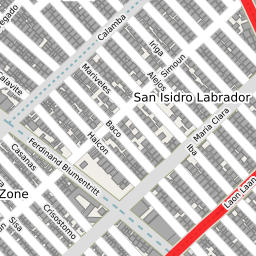 Calamba
Iriga
Simoun
Alejos
Mariveles
San Isidro Labrador
Maria Clara
Baco
Halcon
Iba
Ferdinand Blumentritt
Casanas
Laon Laan
Zone
Crisostomo
Sisa